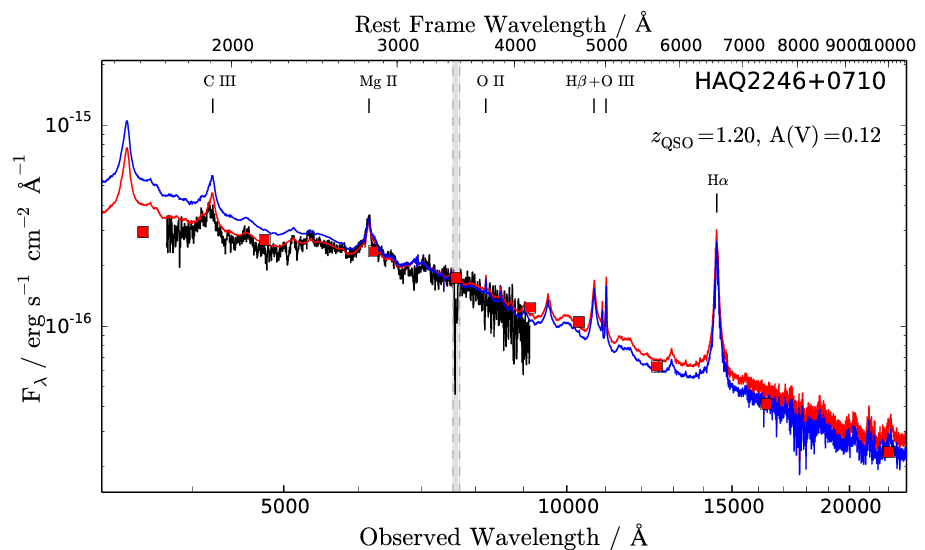 Rest Frame Wavelength / Å
2000 3000 4000 5000 6000 7000 8000 9000 10000
C III Mg II O II Hβ+O III HAQ2246+0710
z_QSO=1.20, A(V)=0.12
Hα
10^-15
10^-16
F_λ / erg s^-1 cm^-2 Å^-1
5000 10000 15000 20000
Observed Wavelength / Å